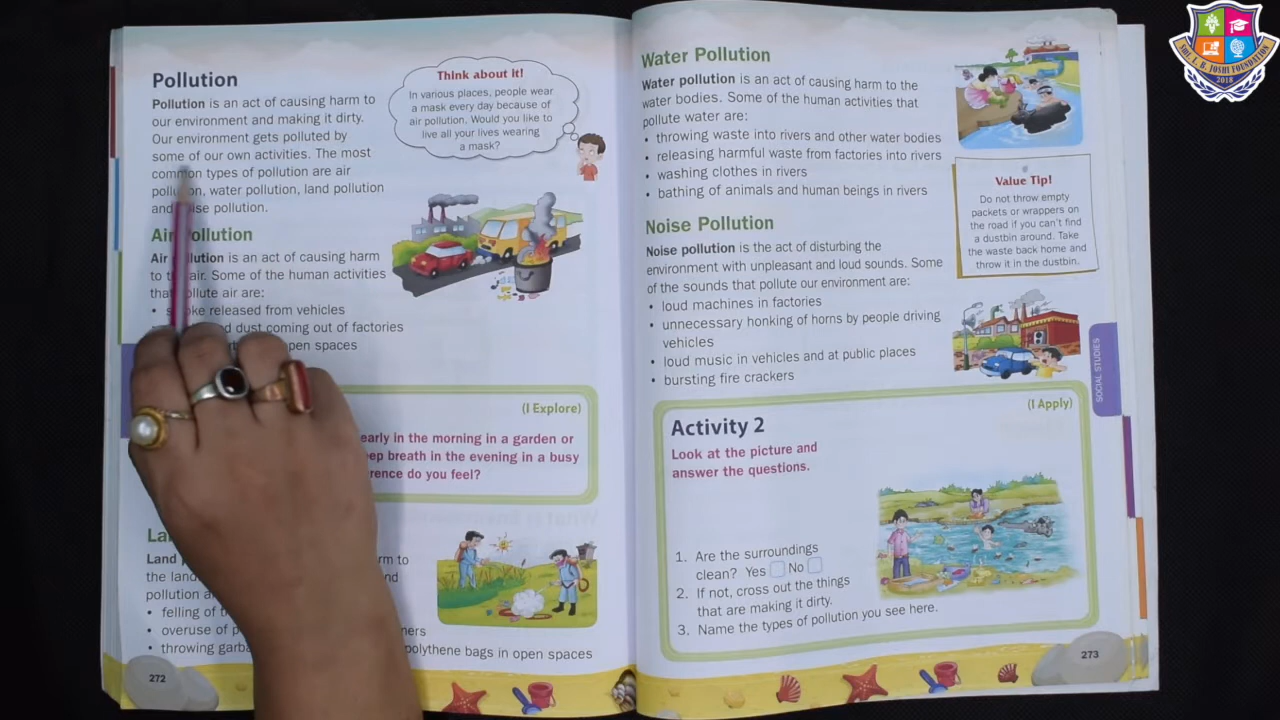 Pollution
Pollution is an act of causing harm to
our environment and making it dirty.
Our environment gets polluted by
some of our own activities. The most
common types of pollution are air
water pollution, land pollution
and pollution.
Think about it!
In various places, people wear
a mask every day because of
air pollution. Would you like to
live all your lives wearing
a mask?
Air Pollution
Air is an act of causing harm
to air. Some of the human activities
pollute air are:
• released from vehicles
dust coming out of factories
open spaces
(I Explore)
early in the morning in a garden or
breath in the evening in a busy
do you feel?
Land
to
the land
pollution
• felling of
• overuse of
• throwing polythene bags in open spaces
272
Water Pollution
Water pollution is an act of causing harm to the
water bodies. Some of the human activities that
pollute water are:
• throwing waste into rivers and other water bodies
• releasing harmful waste from factories into rivers
• washing clothes in rivers
• bathing of animals and human beings in rivers
Value Tip!
Do not throw empty
packets or wrappers on
the road if you can't find
a dustbin around. Take
the waste back home and
throw it in the dustbin.
Noise Pollution
Noise pollution is the act of disturbing the
environment with unpleasant and loud sounds. Some
of the sounds that pollute our environment are:
• loud machines in factories
• unnecessary honking of horns by people driving
vehicles
• loud music in vehicles and at public places
• bursting fire crackers
SOCIAL STUDIES
(I Apply)
Activity 2
Look at the picture and
answer the questions.
1. Are the surroundings
clean? Yes No
2. If not, cross out the things
that are making it dirty.
3. Name the types of pollution you see here.
273
SMT. L. B. JOSHI FOUNDATION
2018